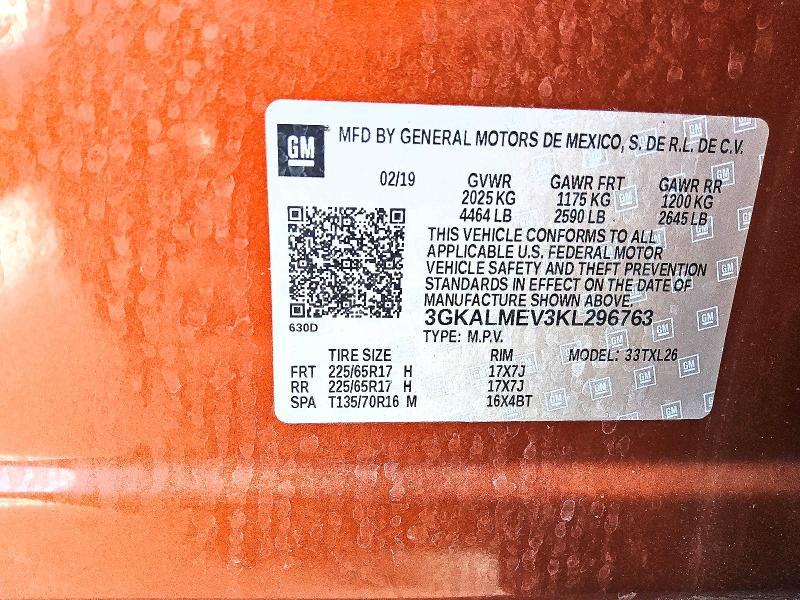 GM MFD BY GENERAL MOTORS DE MEXICO, S. DE R.L. DE C.V.
02/19 GVWR GAWR FRT GAWR RR
2025 KG 1175 KG 1200 KG
4464 LB 2590 LB 2645 LB
THIS VEHICLE CONFORMS TO ALL
APPLICABLE U.S. FEDERAL MOTOR
VEHICLE SAFETY AND THEFT PREVENTION
STANDARDS IN EFFECT ON THE DATE OF
MANUFACTURE SHOWN ABOVE.
3GKALMEV3KL296763
630D
TYPE: M.P.V.
TIRE SIZE RIM MODEL: 33TXL26
FRT 225/65R17 H 17X7J
RR 225/65R17 H 17X7J
SPA T135/70R16 M 16X4BT